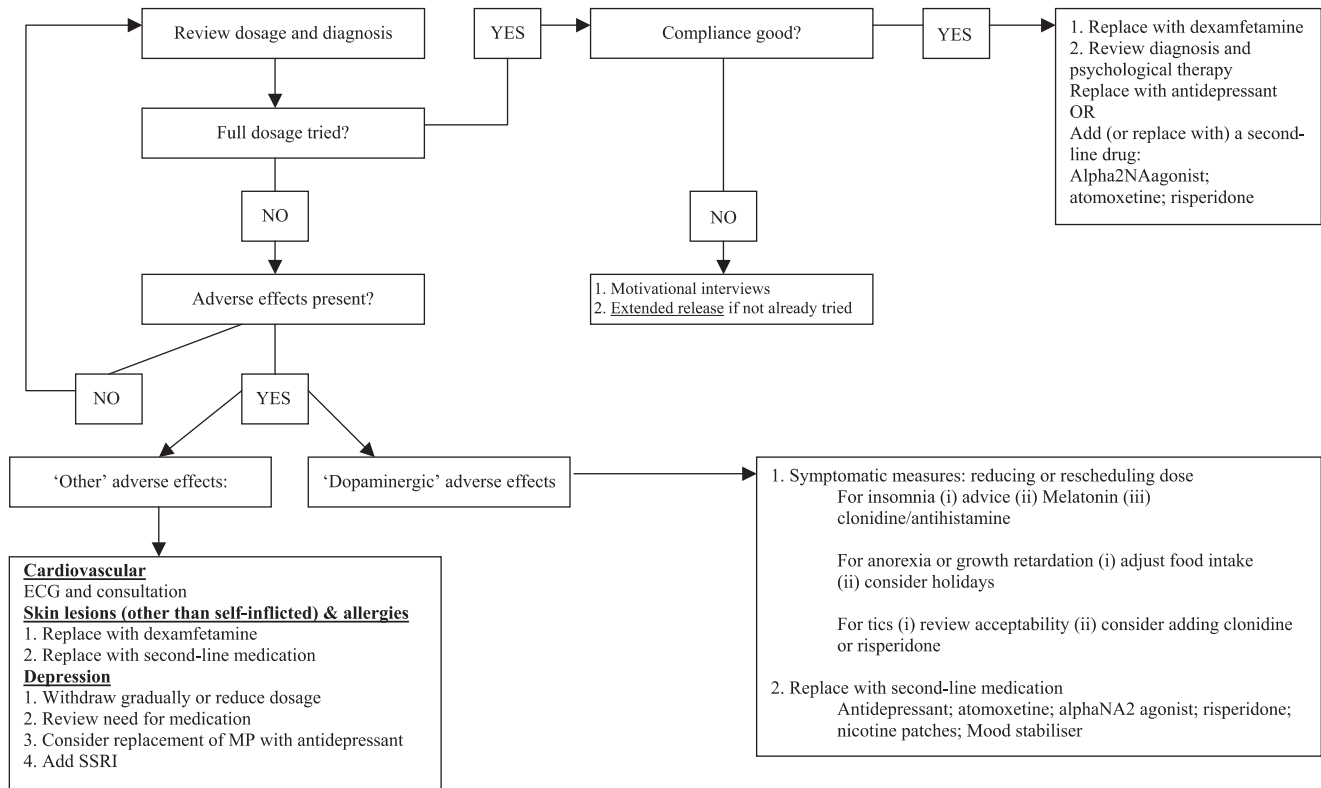 Review dosage and diagnosis
YES
Compliance good?
YES
1. Replace with dexamfetamine
2. Review diagnosis and
psychological therapy
Replace with antidepressant
OR
Add (or replace with) a second-
line drug:
Alpha2NAagonist;
atomoxetine; risperidone
Full dosage tried?
NO
NO
Adverse effects present?
1. Motivational interviews
2. Extended release if not already tried
NO
YES
‘Other’ adverse effects:
‘Dopaminergic’ adverse effects
1. Symptomatic measures: reducing or rescheduling dose
For insomnia (i) advice (ii) Melatonin (iii)
clonidine/antihistamine
For anorexia or growth retardation (i) adjust food intake
(ii) consider holidays
For tics (i) review acceptability (ii) consider adding clonidine
or risperidone
2. Replace with second-line medication
Antidepressant; atomoxetine; alphaNA2 agonist; risperidone;
nicotine patches; Mood stabiliser
Cardiovascular
ECG and consultation
Skin lesions (other than self-inflicted) & allergies
1. Replace with dexamfetamine
2. Replace with second-line medication
Depression
1. Withdraw gradually or reduce dosage
2. Review need for medication
3. Consider replacement of MP with antidepressant
4. Add SSRI